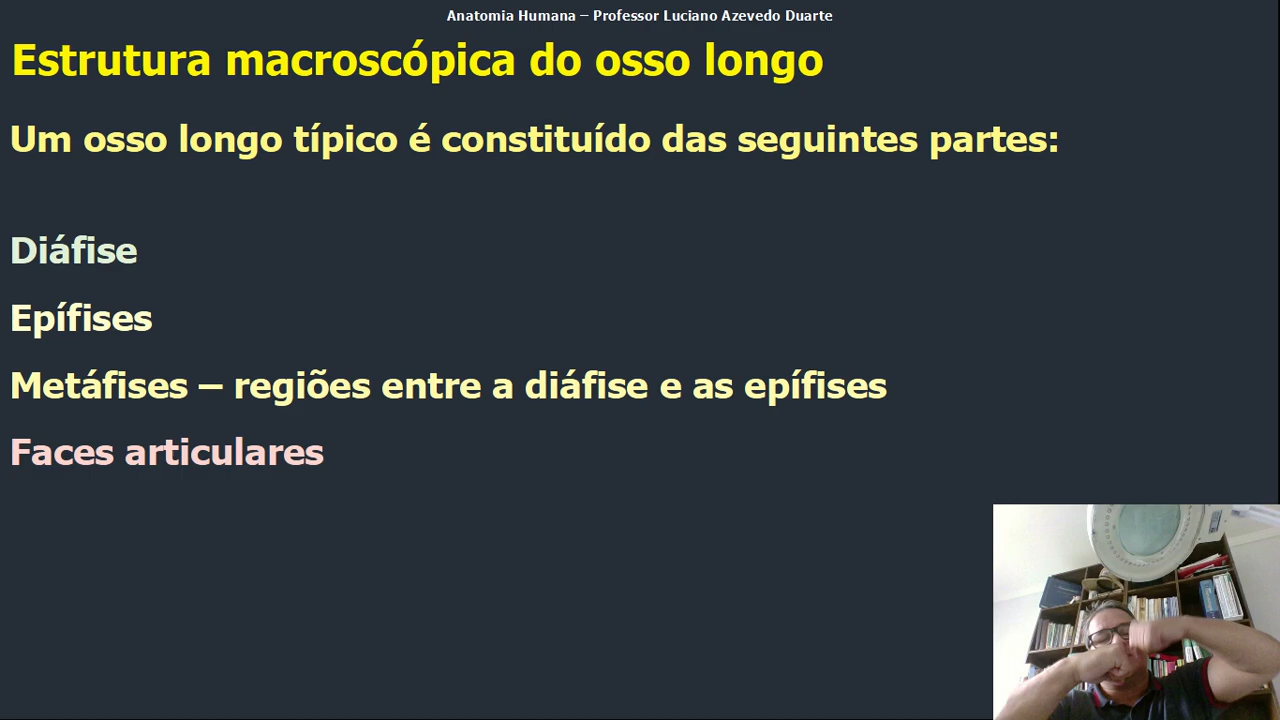 Anatomia Humana – Professor Luciano Azevedo Duarte
Estrutura macroscópica do osso longo
Um osso longo típico é constituído das seguintes partes:
Diáfise
Epífises
Metáfises – regiões entre a diáfise e as epífises
Faces articulares